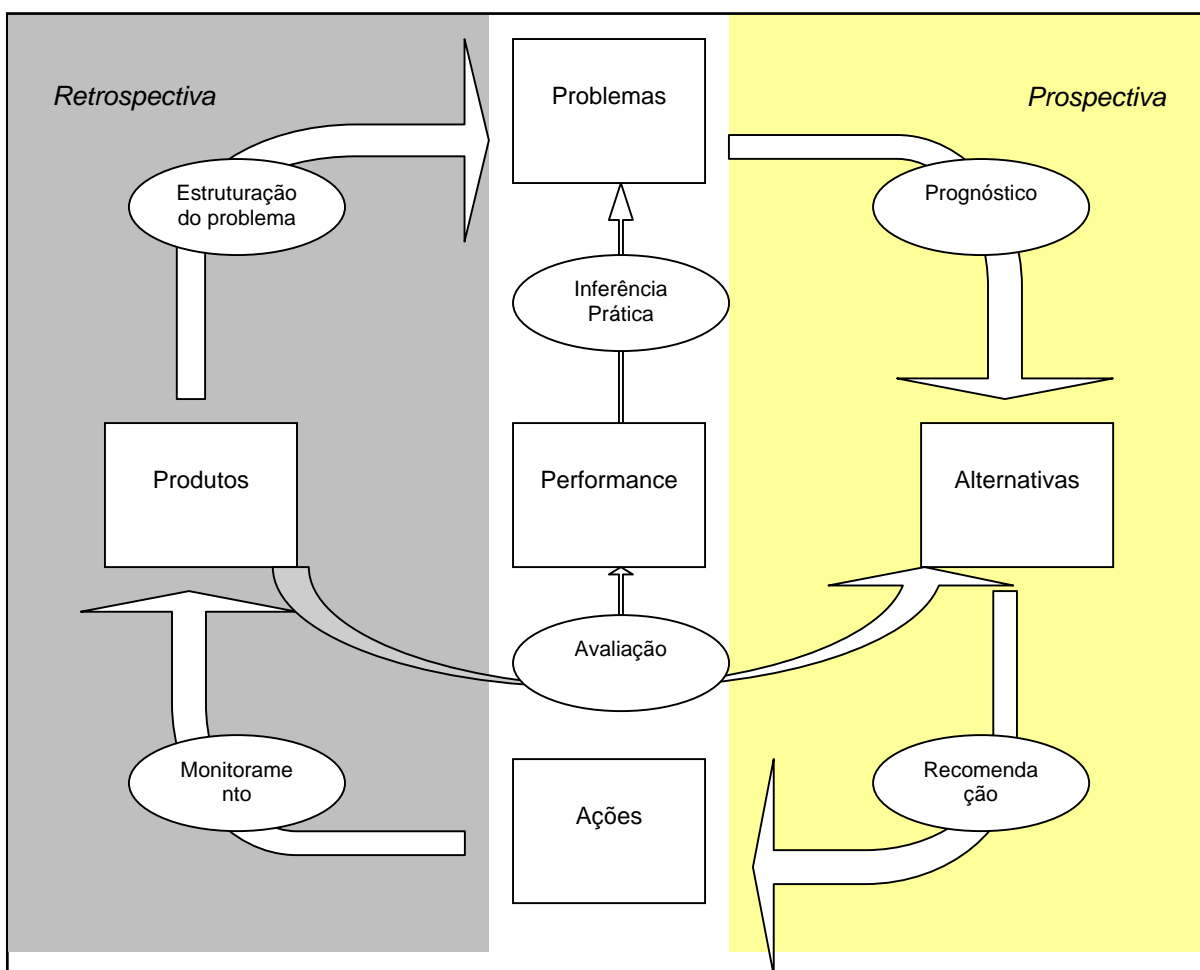 Retrospectiva
Problemas
Prospectiva
Estruturação
do problema
Prognóstico
Inferência
Prática
Produtos
Performance
Alternativas
Avaliação
Monitorame
nto
Ações
Recomenda
ção